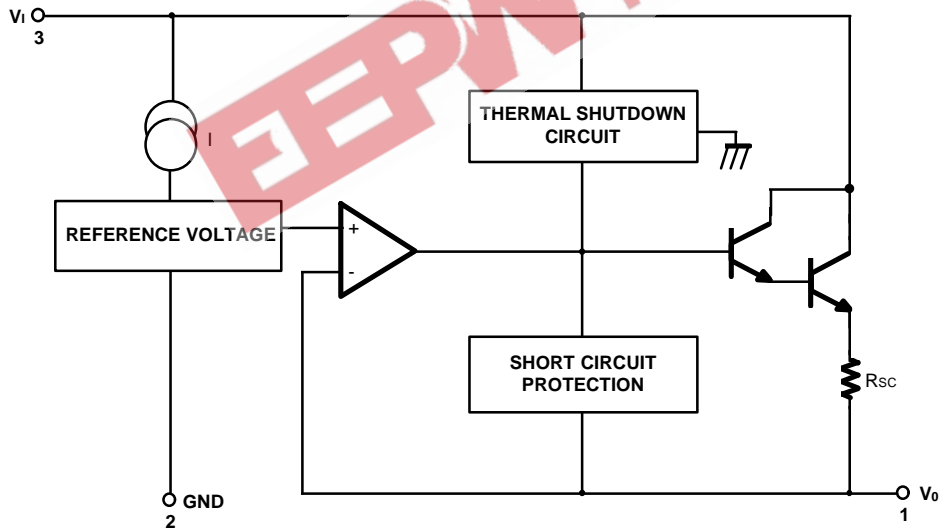 VI
3
I
THERMAL SHUTDOWN
CIRCUIT
REFERENCE VOLTAGE
+
-
SHORT CIRCUIT
PROTECTION
RSC
GND
2
V0
1